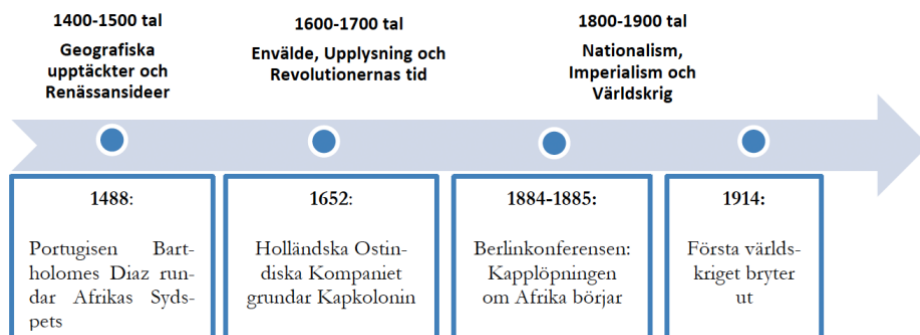 1400-1500 tal
Geografiska
upptäckter och
Renässansideer
1600-1700 tal
Envälde, Upplysning och
Revolutionernas tid
1800-1900 tal
Nationalism,
Imperialism och
Världskrig
1488:
Portugisen Bart-
holomes Diaz run-
dar Afrikas Syds-
pets
1652:
Holländska Ostin-
diska Kompaniet
grundar Kapkolonin
1884-1885:
Berlinkonferensen:
Kapplöpningen
om Afrika börjar
1914:
Första världs-
kriget bryter
ut